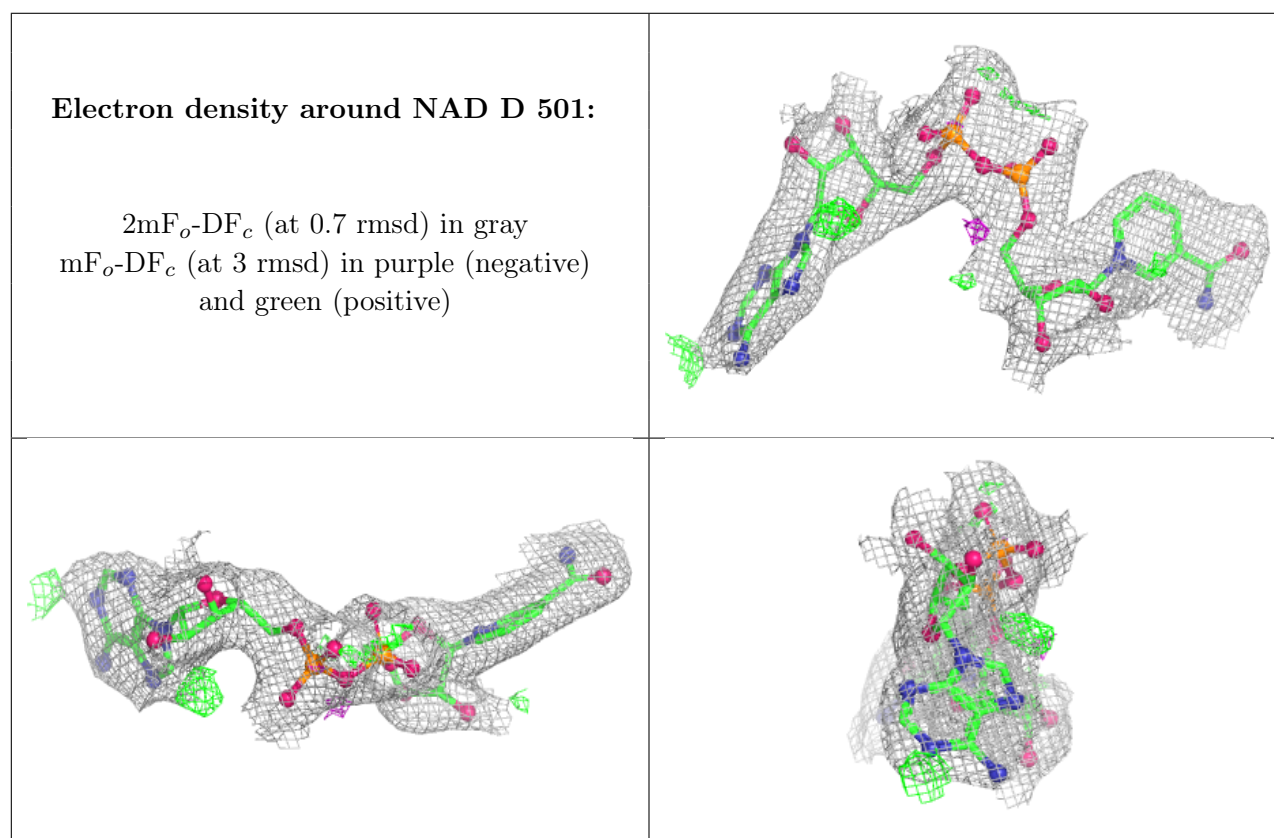 Electron density around NAD D 501:
2mFₒ-DF𝒸 (at 0.7 rmsd) in gray
mFₒ-DF𝒸 (at 3 rmsd) in purple (negative)
and green (positive)